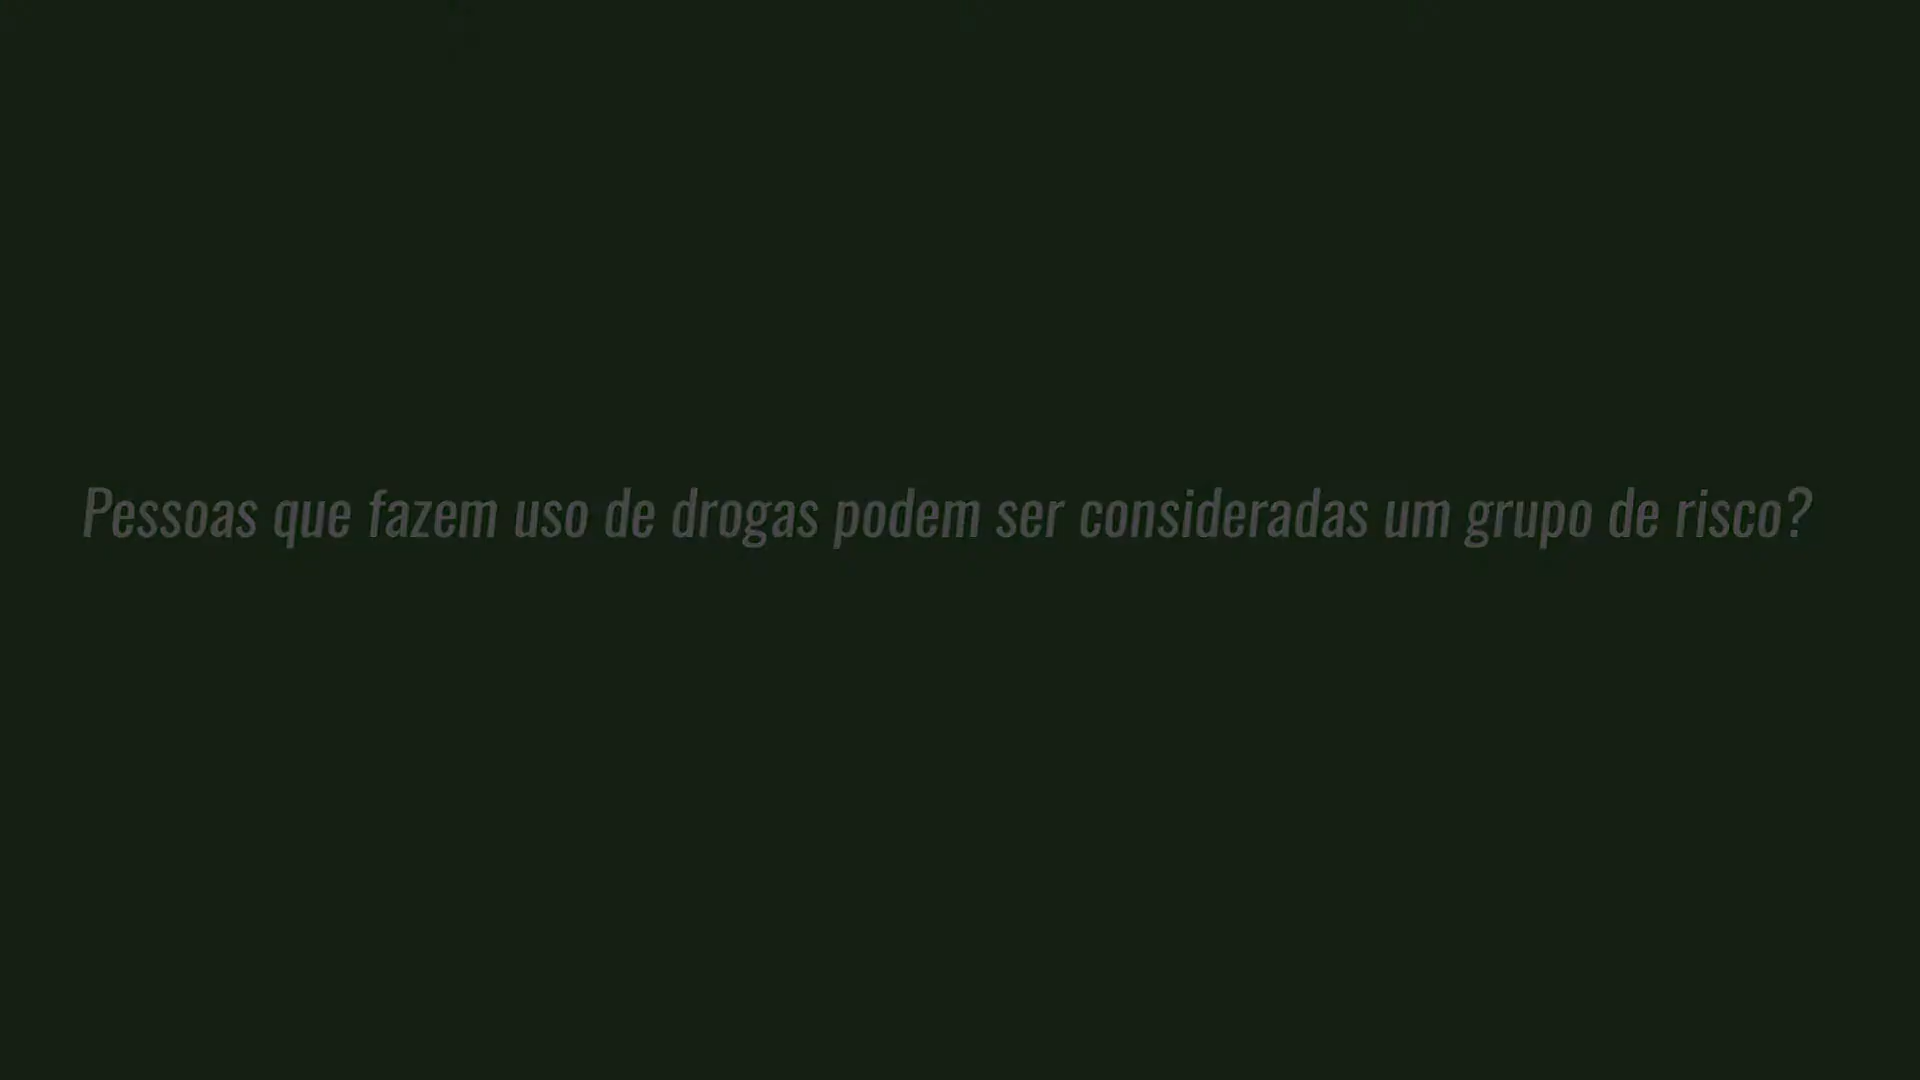 Pessoas que fazem uso de drogas podem ser consideradas um grupo de risco?